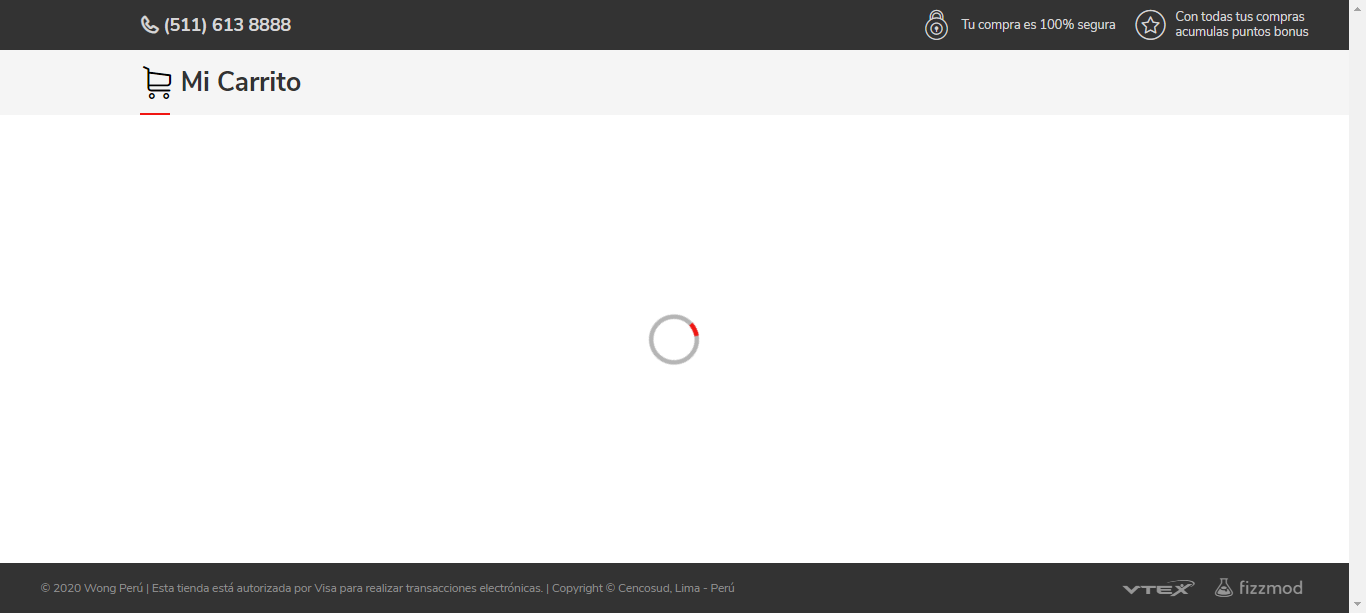 (511) 613 8888
Tu compra es 100% segura
Con todas tus compras
acumulas puntos bonus
Mi Carrito
© 2020 Wong Perú | Esta tienda está autorizada por Visa para realizar transacciones electrónicas. | Copyright © Cencosud, Lima - Perú
VTEX
fizzmod